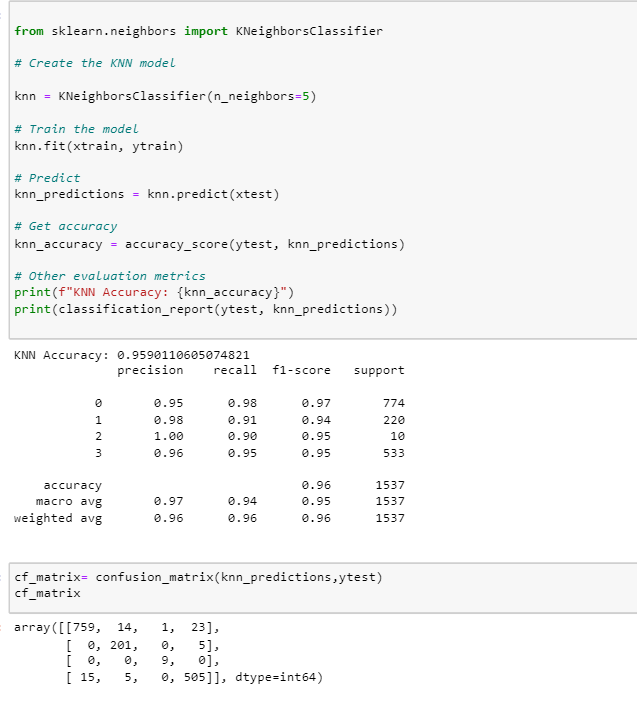 from sklearn.neighbors import KNeighborsClassifier
# Create the KNN model
knn = KNeighborsClassifier(n_neighbors=5)
# Train the model
knn.fit(xtrain, ytrain)
# Predict
knn_predictions = knn.predict(xtest)
# Get accuracy
knn_accuracy = accuracy_score(ytest, knn_predictions)
# Other evaluation metrics
print(f"KNN Accuracy: {knn_accuracy}")
print(classification_report(ytest, knn_predictions))
KNN Accuracy: 0.9590110605074821
precision recall f1-score support
0 0.95 0.98 0.97 774
1 0.98 0.91 0.94 220
2 1.00 0.90 0.95 10
3 0.96 0.95 0.95 533
accuracy 0.96 1537
macro avg 0.97 0.94 0.95 1537
weighted avg 0.96 0.96 0.96 1537
cf_matrix= confusion_matrix(knn_predictions,ytest)
cf_matrix
array([[759, 14, 1, 23],
[ 0, 201, 0, 5],
[ 0, 0, 9, 0],
[ 15, 5, 0, 505]], dtype=int64)